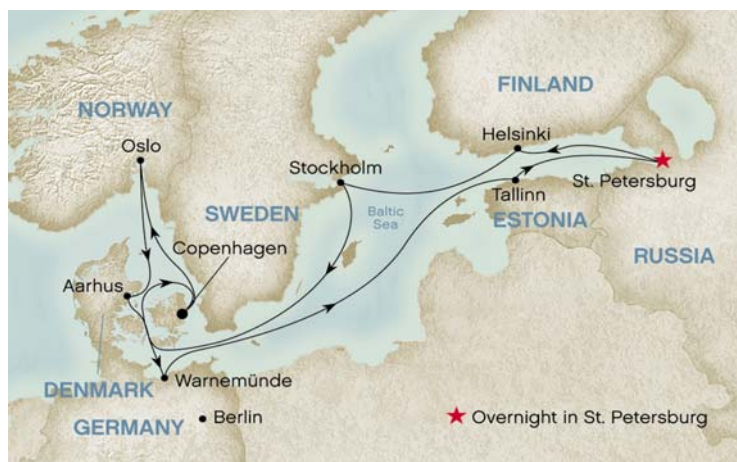 FINLAND
NORWAY
Helsinki
Oslo
Stockholm
St. Petersburg
Tallinn
SWEDEN
Baltic
Sea
ESTONIA
Copenhagen
RUSSIA
Aarhus
DENMARK
Warnemünde
GERMANY
Berlin
Overnight in St. Petersburg